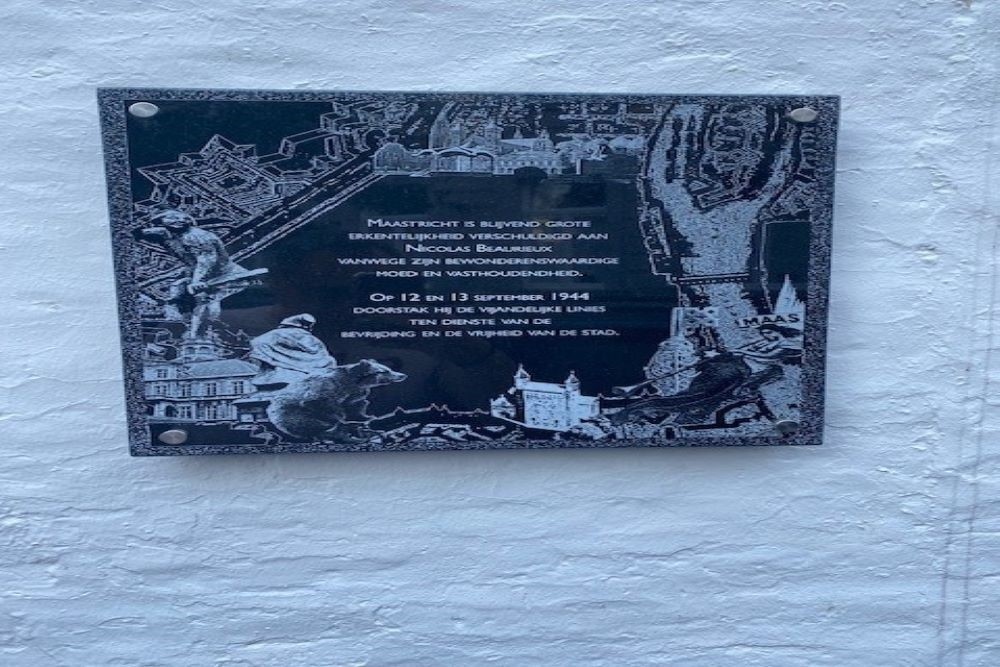 Maastricht is blijvend grote
erkentelijkheid verschuldigd aan
Nicolas Beaurieux
vanwege zijn bewonderenswaardige
moed en vasthoudendheid.
Op 12 en 13 september 1944
doorstak hij de vijandelijke linies
ten dienste van de
bevrijding en de vrijheid van de stad.
MAAS